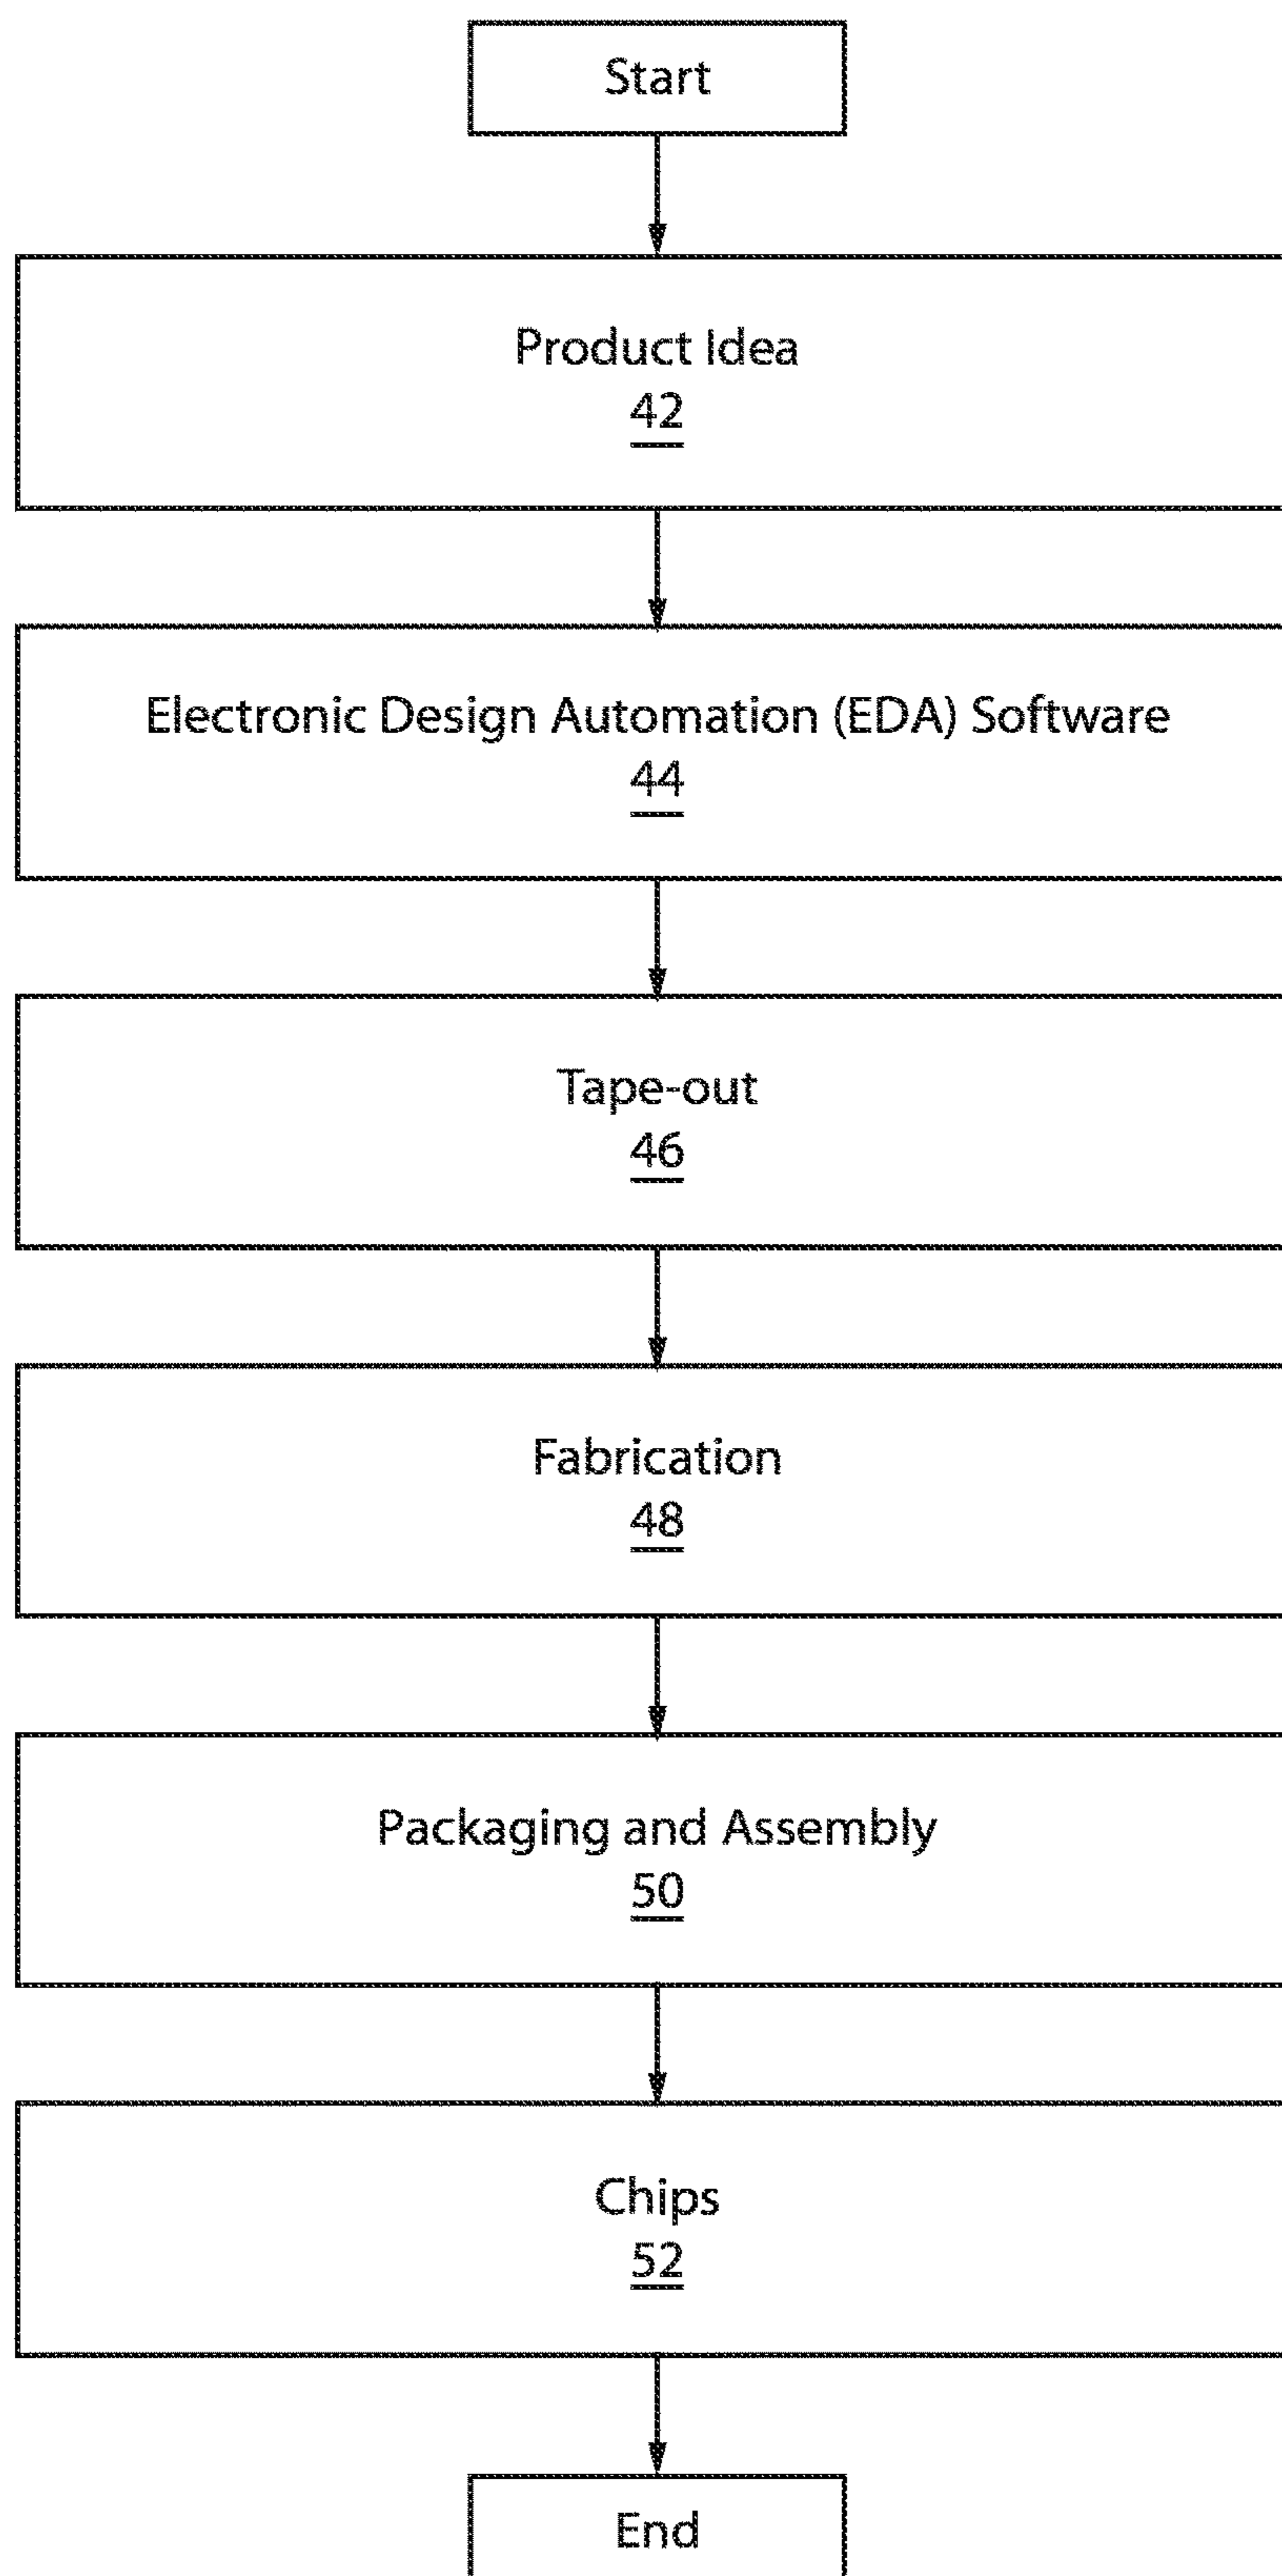 Start
Product Idea
42
Electronic Design Automation (EDA) Software
44
Tape-out
46
Fabrication
48
Packaging and Assembly
50
Chips
52
End